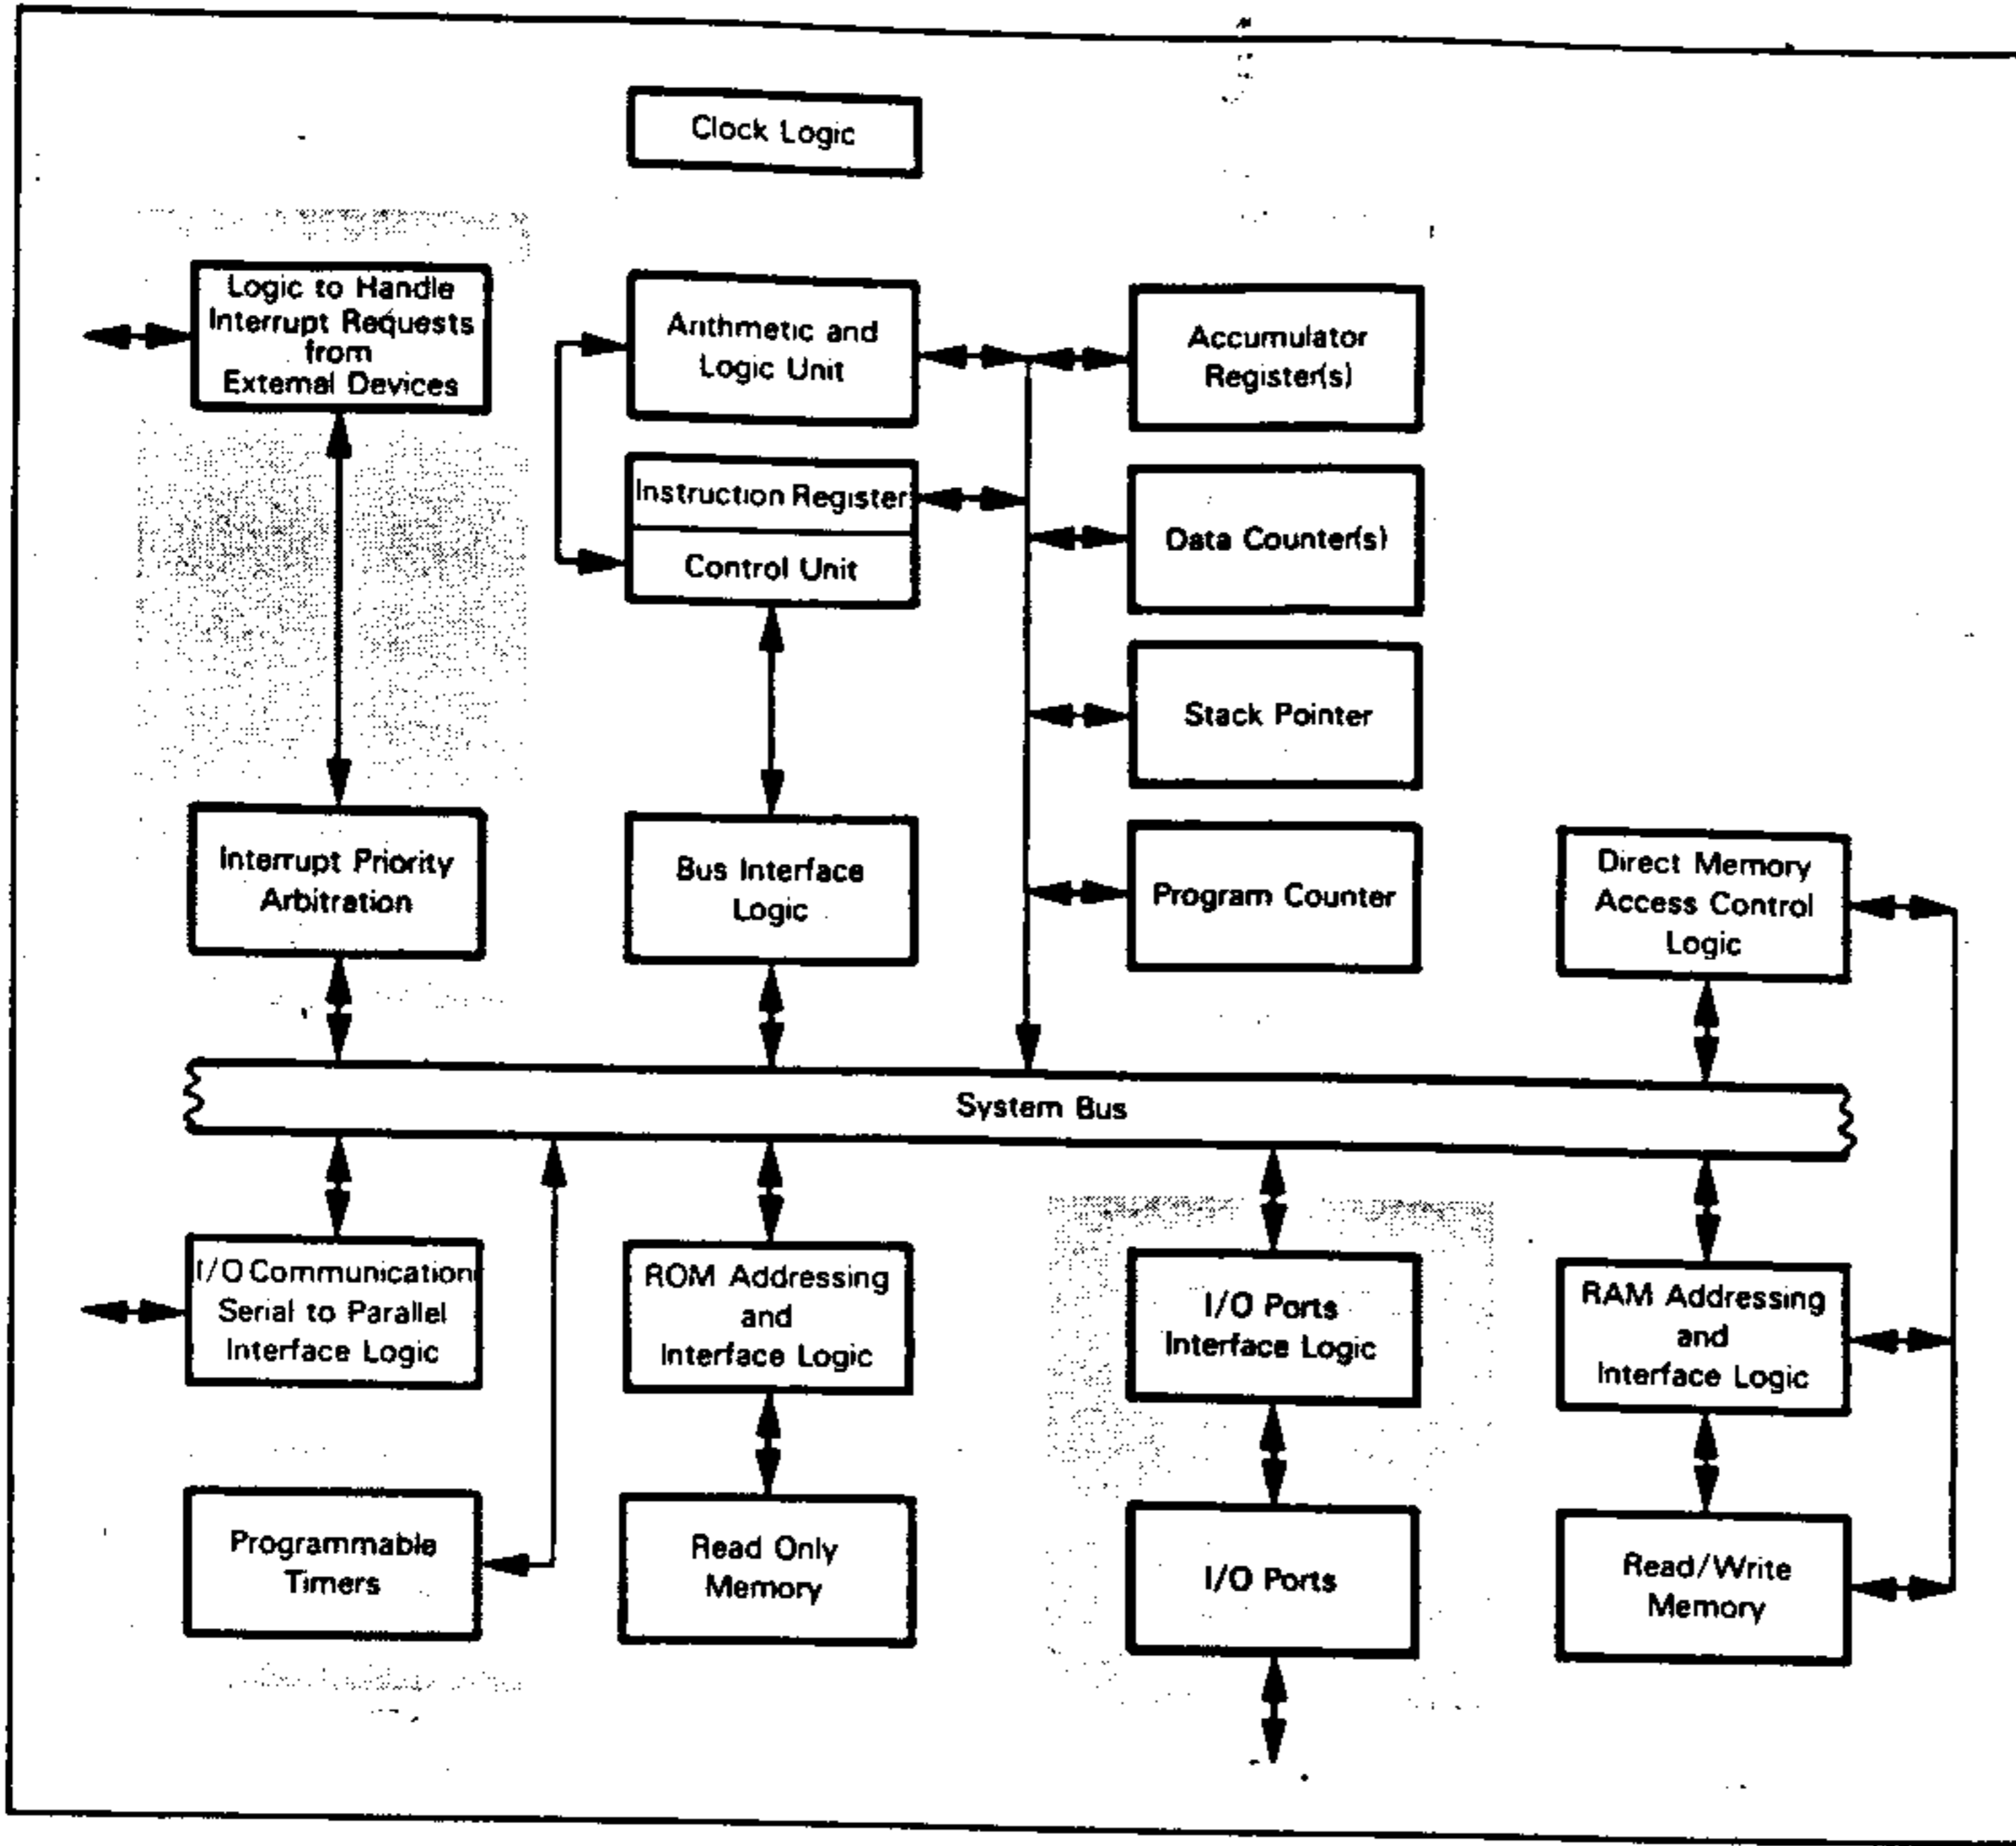 Clock Logic
Logic to Handle
Interrupt Requests
from
External Devices
Arithmetic and
Logic Unit
Accumulator
Register(s)
Instruction Register
Control Unit
Data Counter(s)
Stack Pointer
Interrupt Priority
Arbitration
Bus Interface
Logic
Program Counter
Direct Memory
Access Control
Logic
System Bus
I/O Communication
Serial to Parallel
Interface Logic
ROM Addressing
and
Interface Logic
I/O Ports
Interface Logic
RAM Addressing
and
Interface Logic
Programmable
Timers
Read Only
Memory
I/O Ports
Read/Write
Memory